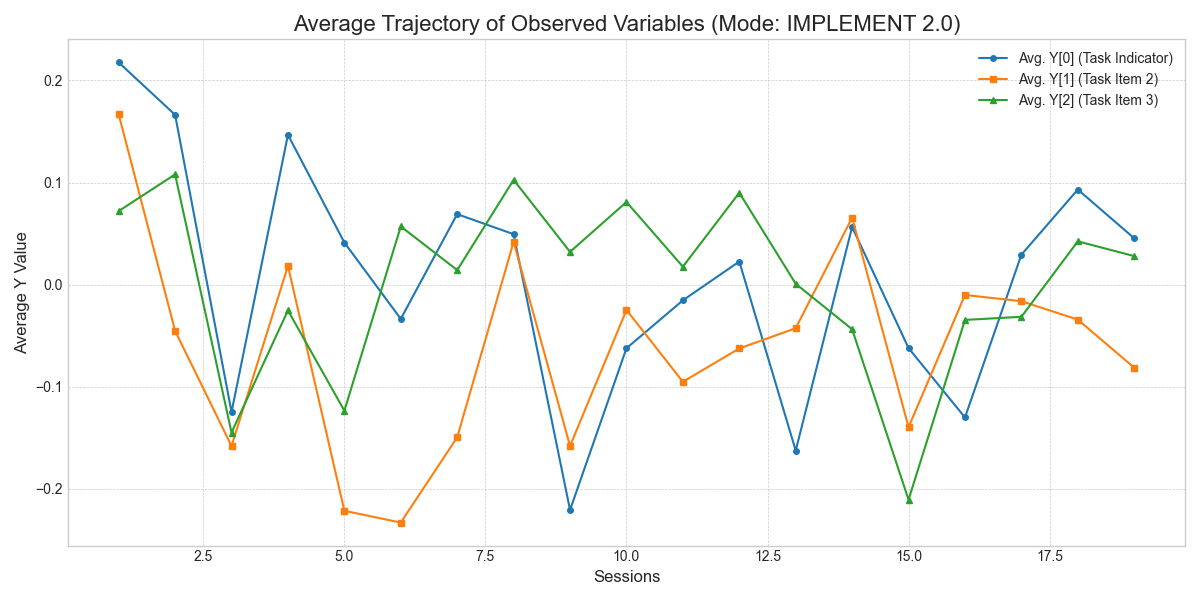 Average Trajectory of Observed Variables (Mode: IMPLEMENT 2.0)
Avg. Y[0] (Task Indicator)
Avg. Y[1] (Task Item 2)
Avg. Y[2] (Task Item 3)
Average Y Value
0.2
0.1
0.0
−0.1
−0.2
2.5 5.0 7.5 10.0 12.5 15.0 17.5
Sessions